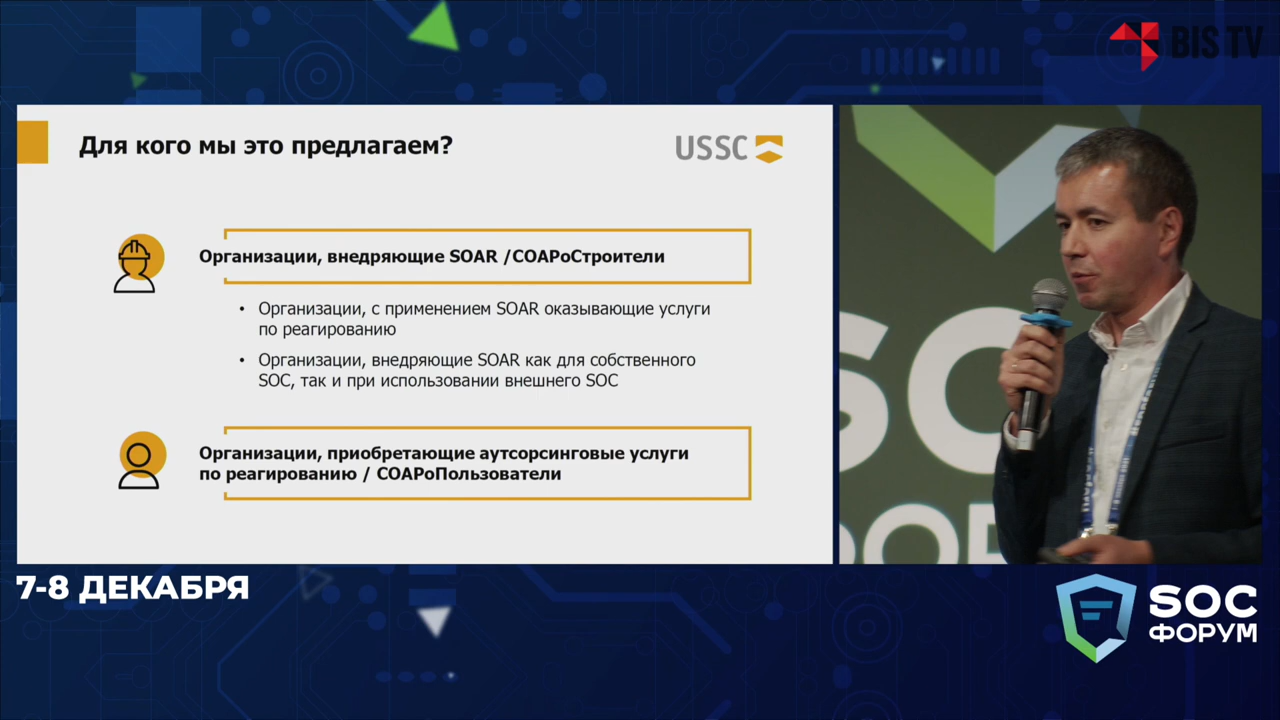 BIS TV
Для кого мы это предлагаем?
USSC
Организации, внедряющие SOAR /СОАРоСтроители
• Организации, с применением SOAR оказывающие услуги
по реагированию
• Организации, внедряющие SOAR как для собственного
SOC, так и при использовании внешнего SOC
Организации, приобретающие аутсорсинговые услуги
по реагированию / СОАРоПользователи
SO
ФОР
7-8 ДЕКАБРЯ
SOC
ФОРУМ